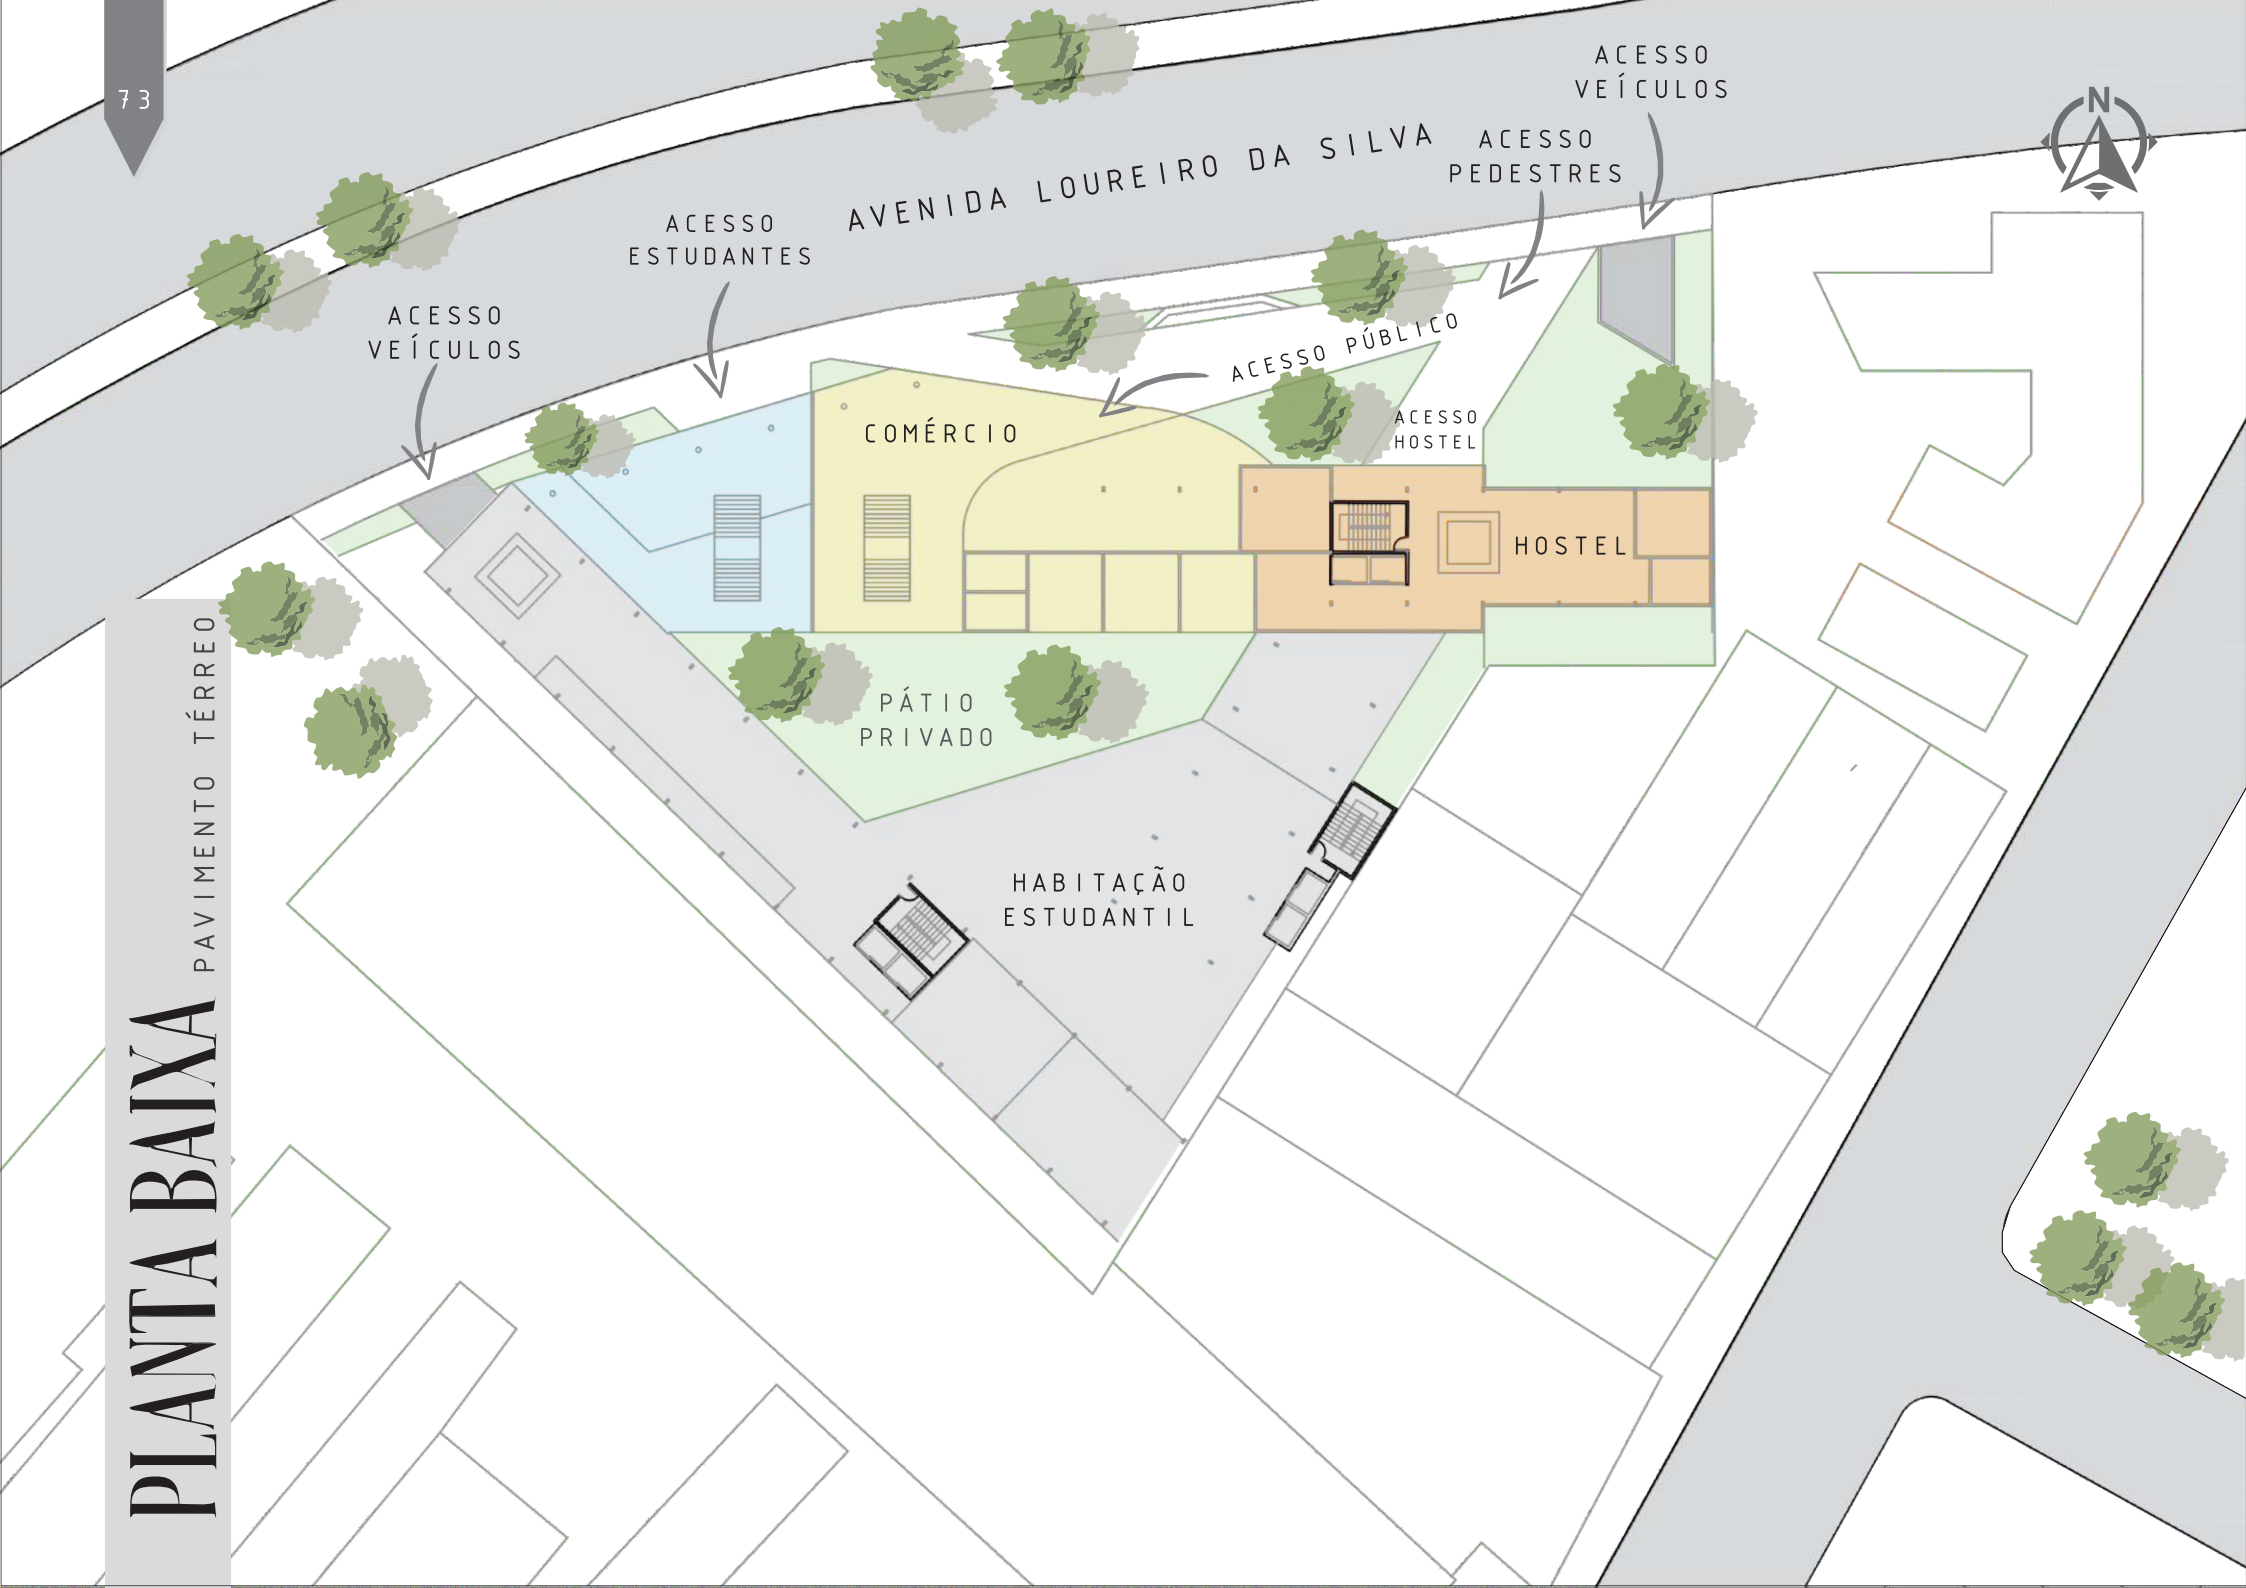 73
ACESSO
VEÍCULOS
N
ACESSO
PEDESTRES
AVENIDA LOUREIRO DA SILVA
ACESSO
ESTUDANTES
ACESSO
VEÍCULOS
ACESSO PÚBLICO
ACESSO
HOSTEL
COMÉRCIO
HOSTEL
PÁTIO
PRIVADO
HABITAÇÃO
ESTUDANTIL
PLANTA BAIXA
PAVIMENTO TÉRREO